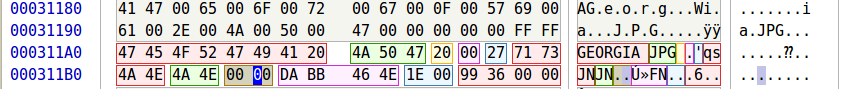 00031180 41 47 00 65 00 6F 00 72 00 67 00 0F 00 57 69 00 AG.e.o.r.g...Wi. .......i
00031190 61 00 2E 00 4A 00 50 00 47 00 00 00 00 00 FF FF a...J.P.G.....ÿÿ a.JPG...
000311A0 47 45 4F 52 47 49 41 20 4A 50 47 20 00 27 71 73 GEORGIA JPG .'qs .....⁇..
000311B0 4A 4E 4A 4E 00 00 DA BB 46 4E 1E 00 99 36 00 00 JNJN..Ú»FN...6.. ........